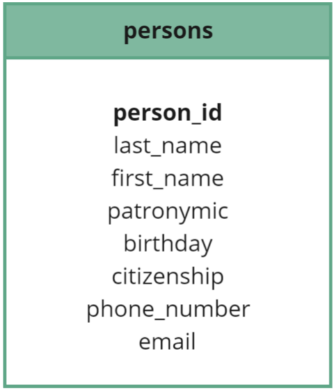 persons
person_id
last_name
first_name
patronymic
birthday
citizenship
phone_number
email